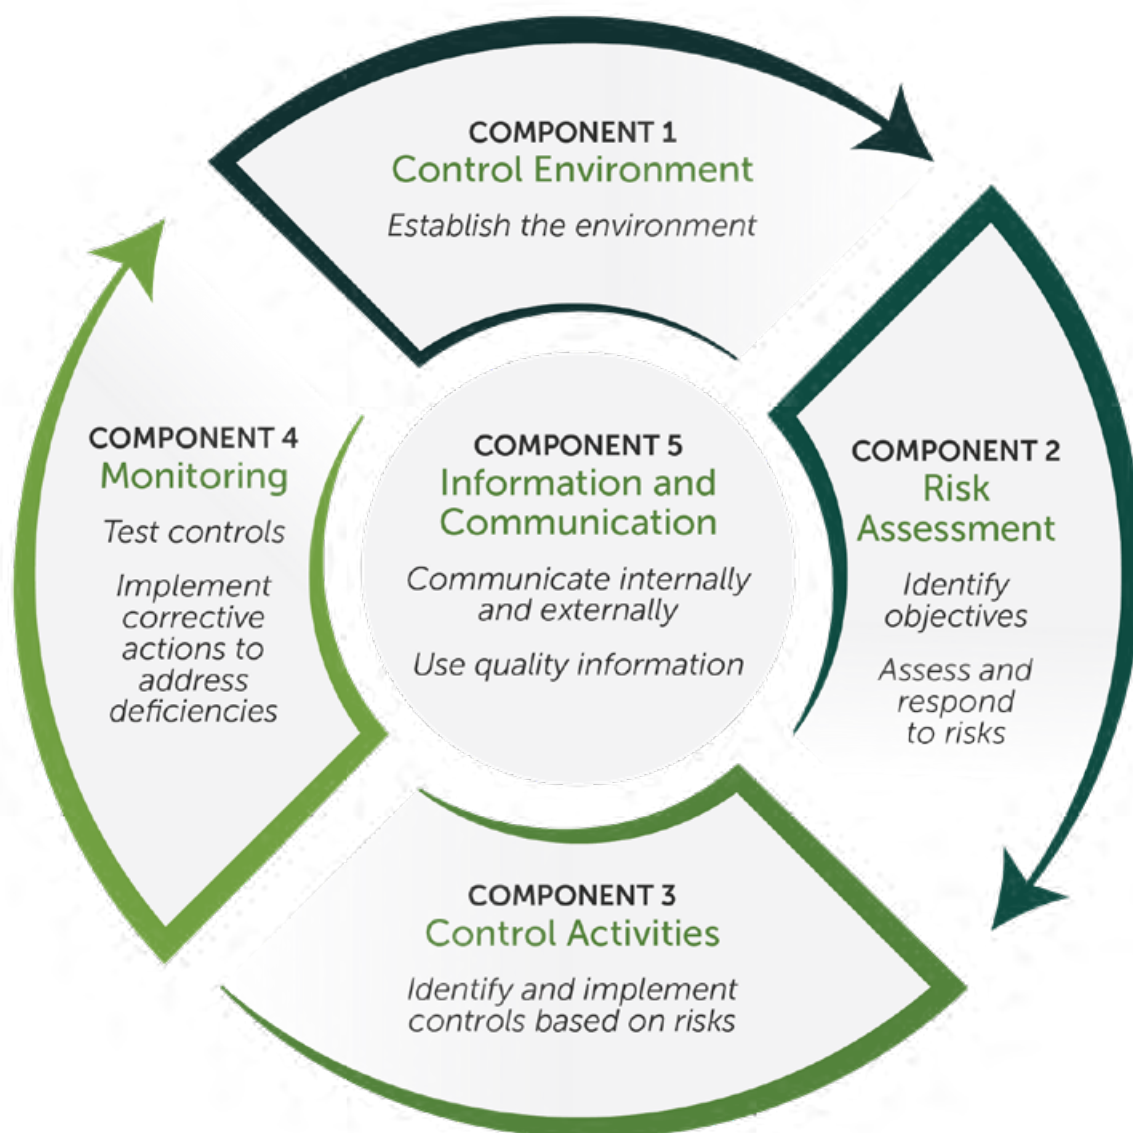 COMPONENT 1
Control Environment
Establish the environment
COMPONENT 2
Risk
Assessment
Identify
objectives
Assess and
respond
to risks
COMPONENT 3
Control Activities
Identify and implement
controls based on risks
COMPONENT 4
Monitoring
Test controls
Implement
corrective
actions to
address
deficiencies
COMPONENT 5
Information and
Communication
Communicate internally
and externally
Use quality information